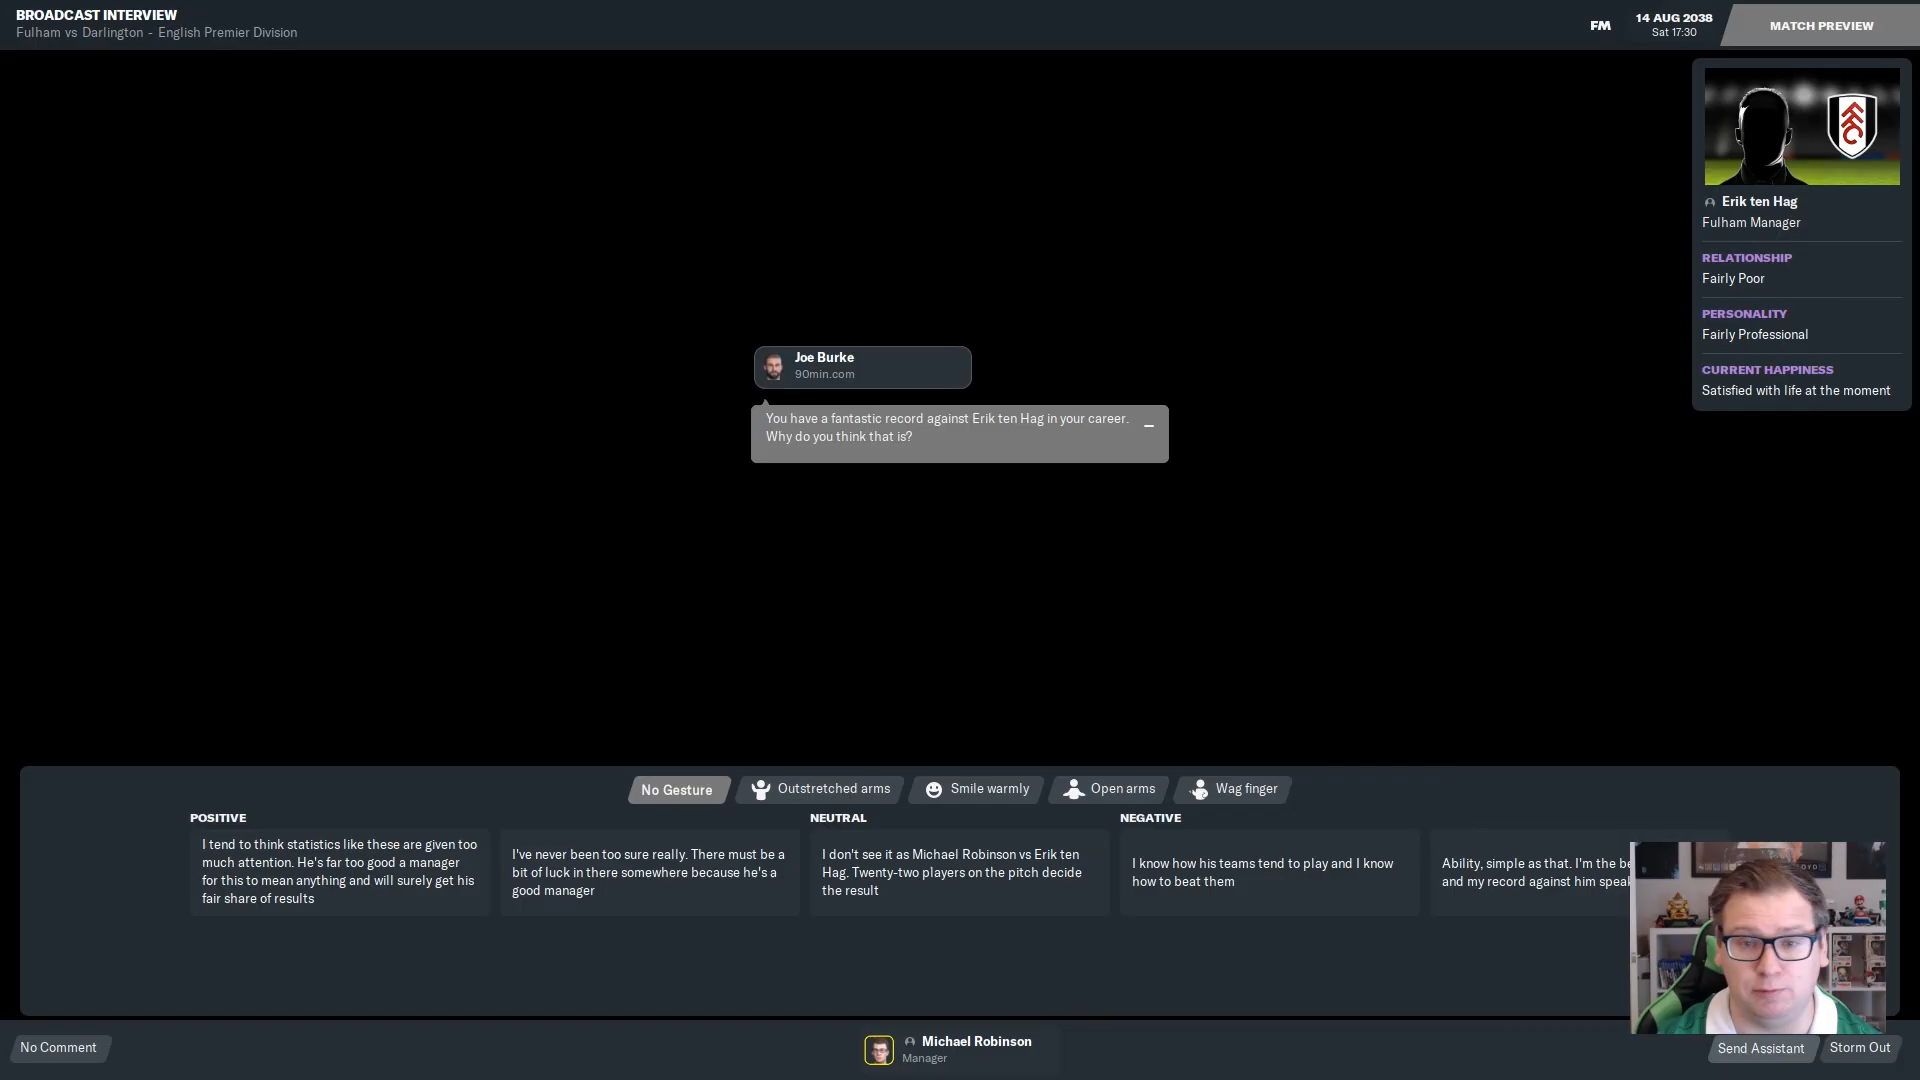 BROADCAST INTERVIEW
Fulham vs Darlington - English Premier Division
FM
14 AUG 2038
Sat 17:30
MATCH PREVIEW
Erik ten Hag
Fulham Manager
RELATIONSHIP
Fairly Poor
PERSONALITY
Fairly Professional
CURRENT HAPPINESS
Satisfied with life at the moment
Joe Burke
90min.com
You have a fantastic record against Erik ten Hag in your career.
Why do you think that is?
No Gesture
Outstretched arms
Smile warmly
Open arms
Wag finger
POSITIVE
NEUTRAL
NEGATIVE
I tend to think statistics like these are given too
much attention. He's far too good a manager
for this to mean anything and will surely get his
fair share of results
I've never been too sure really. There must be a
bit of luck in there somewhere because he's a
good manager
I don't see it as Michael Robinson vs Erik ten
Hag. Twenty-two players on the pitch decide
the result
I know how his teams tend to play and I know
how to beat them
Ability, simple as that. I'm the
and my record against him
No Comment
Michael Robinson
Manager
Send Assistant
Storm Out